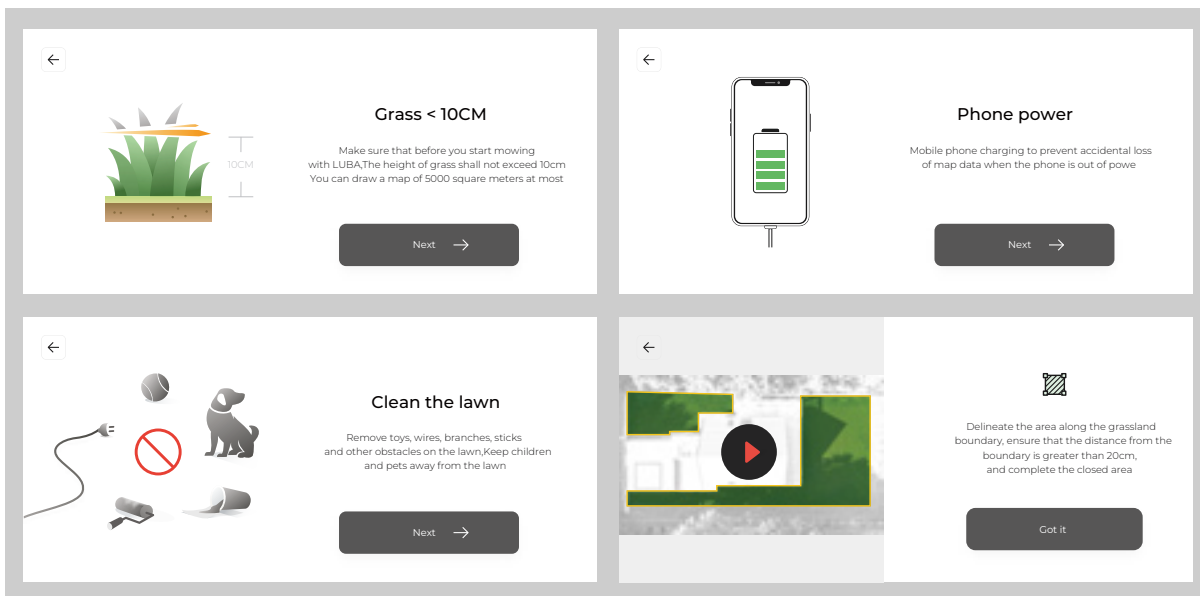 Grass < 10CM
10CM
Make sure that before you start mowing
with LUBA,The height of grass shall not exceed 10cm
You can draw a map of 5000 square meters at most
Next
Phone power
Mobile phone charging to prevent accidental loss
of map data when the phone is out of powe
Next
Clean the lawn
Remove toys, wires, branches, sticks
and other obstacles on the lawn,Keep children
and pets away from the lawn
Next
Delineate the area along the grassland
boundary, ensure that the distance from the
boundary is greater than 20cm,
and complete the closed area
Got it